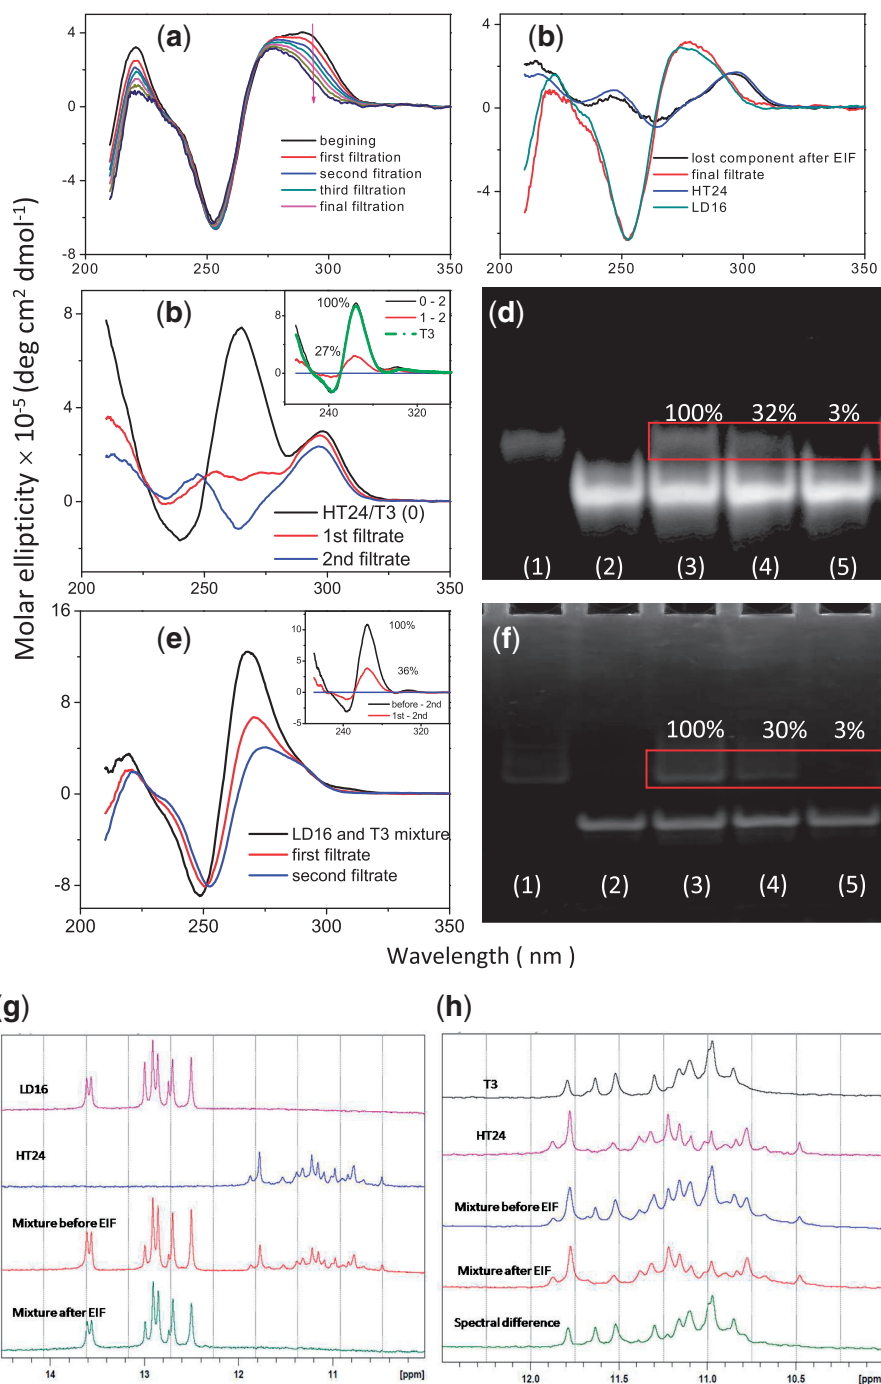 (a)
4
0
-4
-8
begining
first filtration
second filtration
third filtration
final filtration
200 250 300 350
(b)
4
0
-4
lost component after EIF
final filtrate
HT24
LD16
200 250 300 350
Molar ellipticity × 10⁻⁵ (deg cm² dmol⁻¹)
(b)
8
4
0
HT24/T3 (0)
1st filtrate
2nd filtrate
200 250 300 350
100%
27%
0 - 2
1 - 2
T3
8
0
240 320
(d)
100% 32% 3%
(1) (2) (3) (4) (5)
(e)
16
8
0
-8
LD16 and T3 mixture
first filtrate
second filtrate
200 250 300 350
100%
36%
before - 2nd
1st - 2nd
10
5
0
-5
240 320
(f)
100% 30% 3%
(1) (2) (3) (4) (5)
Wavelength ( nm )
(g)
LD16
HT24
Mixture before EIF
Mixture after EIF
14 13 12 11 [ppm]
(h)
T3
HT24
Mixture before EIF
Mixture after EIF
Spectral difference
12.0 11.5 11.0 10.5 [ppm]